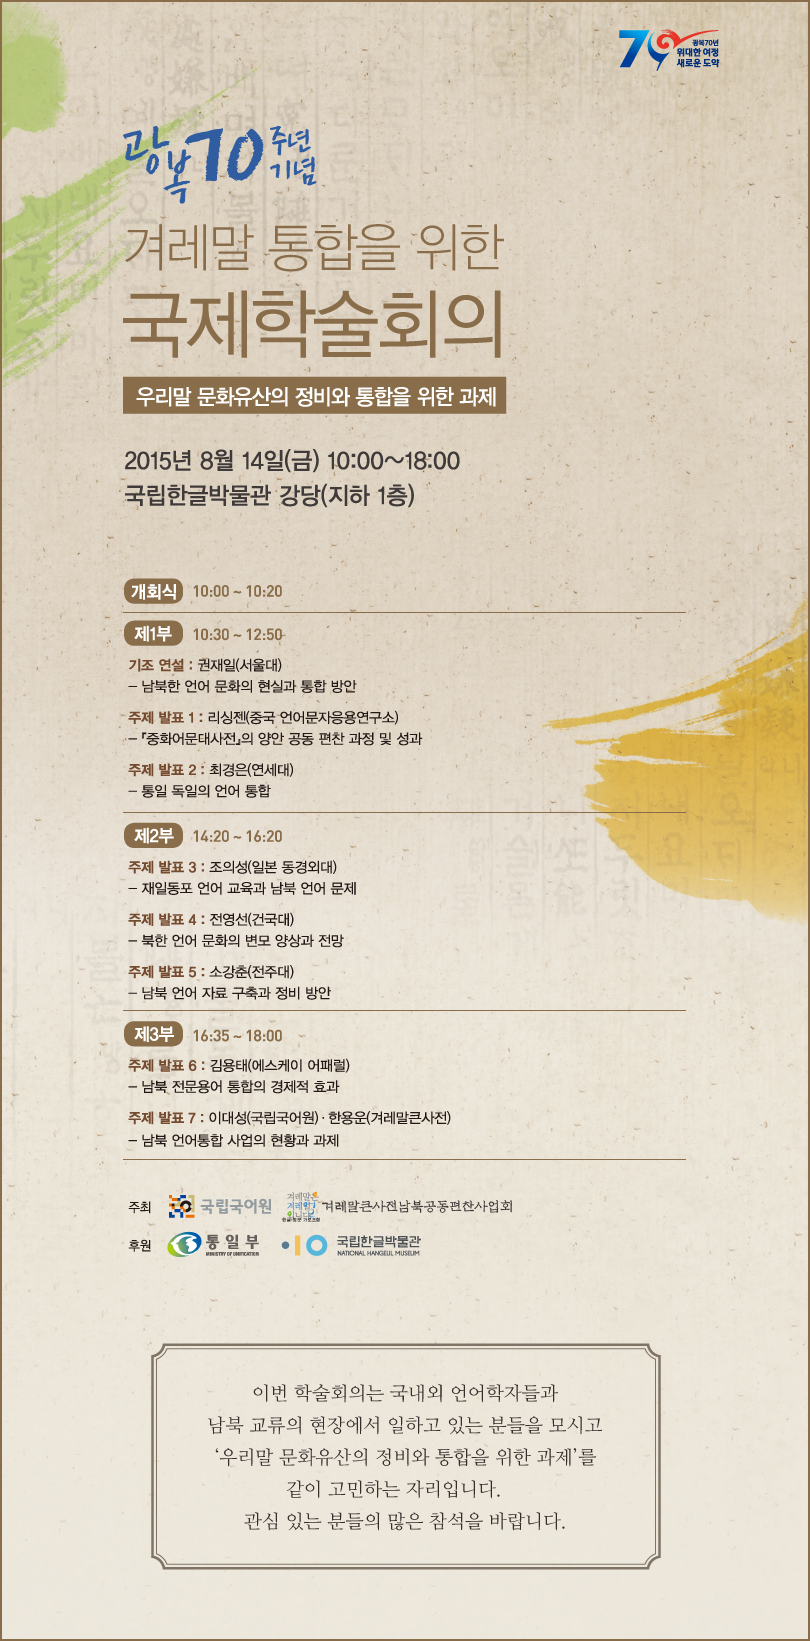 광복70년
위대한 여정
새로운 도약
광복 70 주년 기념
겨레말 통합을 위한
국제학술회의
우리말 문화유산의 정비와 통합을 위한 과제
2015년 8월 14일(금) 10:00~18:00
국립한글박물관 강당(지하 1층)
개회식 10:00 ~ 10:20
제1부 10:30 ~ 12:50
기조 연설 : 권재일(서울대)
– 남북한 언어 문화의 현실과 통합 방안
주제 발표 1 : 리싱젠(중국 언어문자응용연구소)
– 『중화어문대사전』의 양안 공동 편찬 과정 및 성과
주제 발표 2 : 최경은(연세대)
– 통일 독일의 언어 통합
제2부 14:20 ~ 16:20
주제 발표 3 : 조의성(일본 동경외대)
– 재일동포 언어 교육과 남북 언어 문제
주제 발표 4 : 전영선(건국대)
– 북한 언어 문화의 변모 양상과 전망
주제 발표 5 : 소강춘(전주대)
– 남북 언어 자료 구축과 정비 방안
제3부 16:35 ~ 18:00
주제 발표 6 : 김용태(에스케이 어패럴)
– 남북 전문용어 통합의 경제적 효과
주제 발표 7 : 이대성(국립국어원) · 한용운(겨레말큰사전)
– 남북 언어통합 사업의 현황과 과제
주최 국립국어원 겨레말큰사전남북공동편찬사업회
후원 통일부 MINISTRY OF UNIFICATION 국립한글박물관 NATIONAL HANGEUL MUSEUM
이번 학술회의는 국내외 언어학자들과
남북 교류의 현장에서 일하고 있는 분들을 모시고
‘우리말 문화유산의 정비와 통합을 위한 과제’를
같이 고민하는 자리입니다.
관심 있는 분들의 많은 참석을 바랍니다.